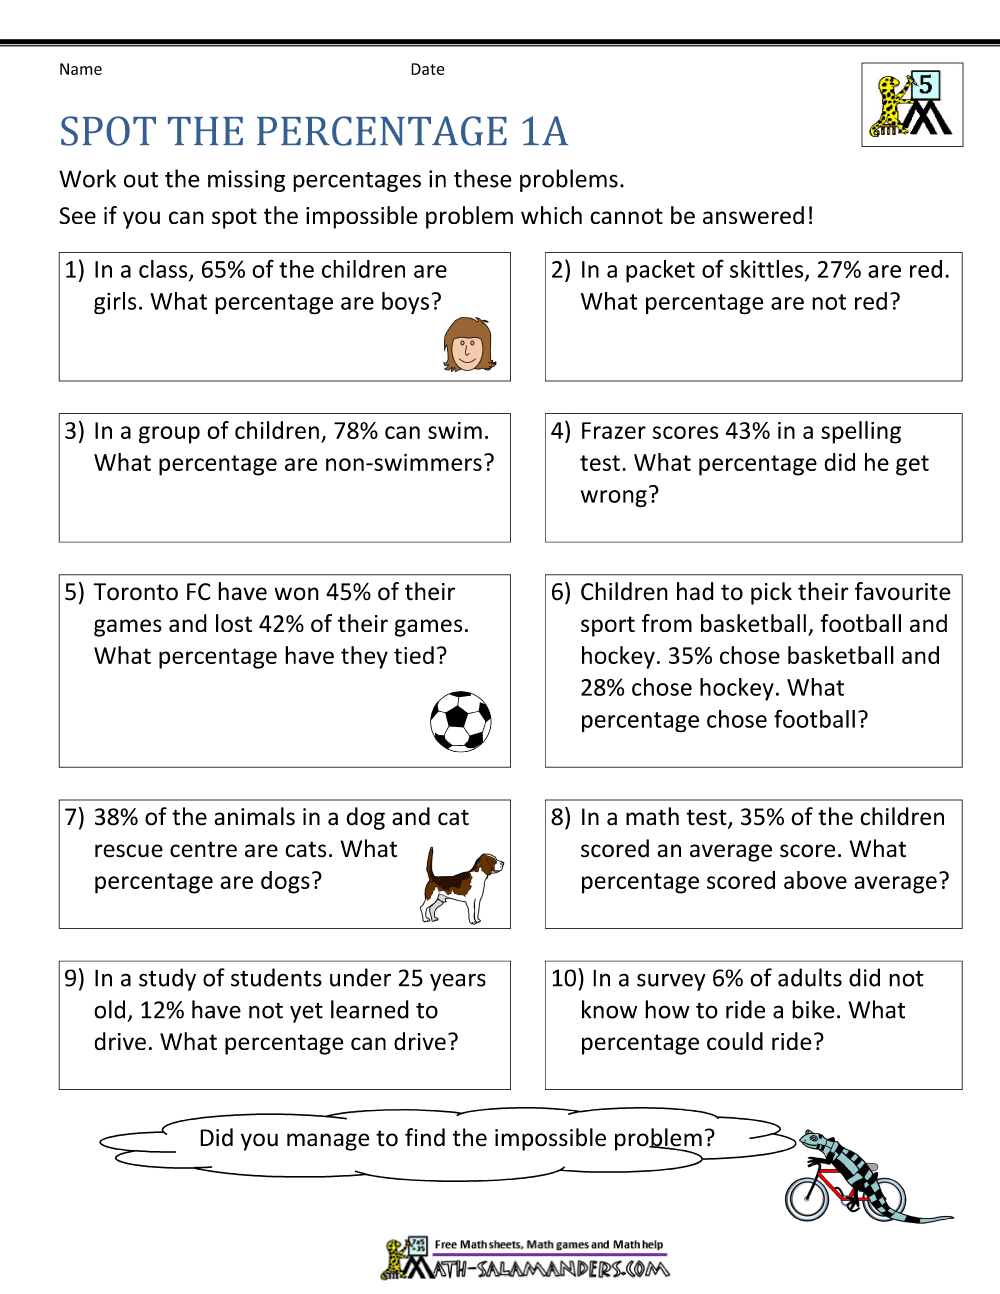 Name Date
5
SPOT THE PERCENTAGE 1A
Work out the missing percentages in these problems.
See if you can spot the impossible problem which cannot be answered!
1) In a class, 65% of the children are
girls. What percentage are boys?
2) In a packet of skittles, 27% are red.
What percentage are not red?
3) In a group of children, 78% can swim.
What percentage are non-swimmers?
4) Frazer scores 43% in a spelling
test. What percentage did he get
wrong?
5) Toronto FC have won 45% of their
games and lost 42% of their games.
What percentage have they tied?
6) Children had to pick their favourite
sport from basketball, football and
hockey. 35% chose basketball and
28% chose hockey. What
percentage chose football?
7) 38% of the animals in a dog and cat
rescue centre are cats. What
percentage are dogs?
8) In a math test, 35% of the children
scored an average score. What
percentage scored above average?
9) In a study of students under 25 years
old, 12% have not yet learned to
drive. What percentage can drive?
10) In a survey 6% of adults did not
know how to ride a bike. What
percentage could ride?
Did you manage to find the impossible problem?
7x5
=35
Free Math sheets, Math games and Math help
MATH-SALAMANDERS.COM